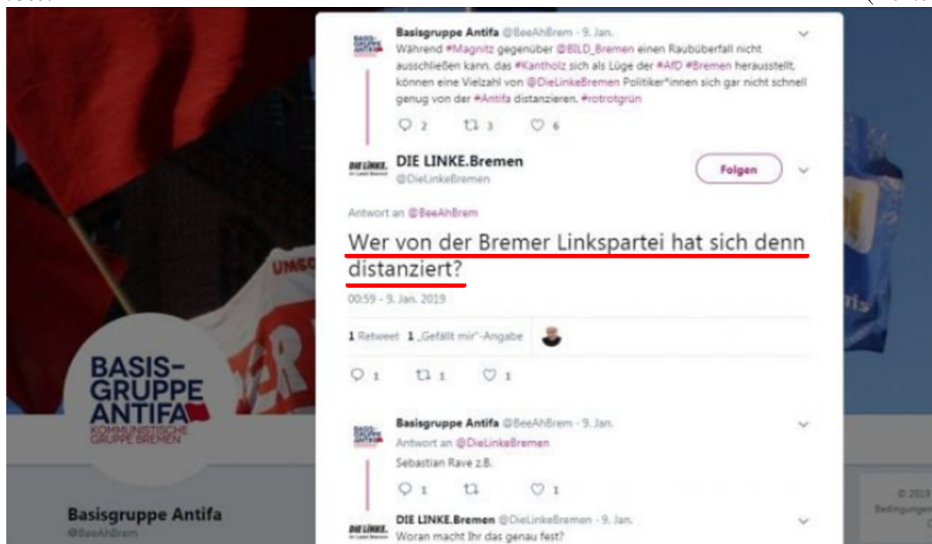 Basisgruppe Antifa @BeeAhBrem · 9. Jan.
Während #Magnitz gegenüber @BILD_Bremen einen Raubüberfall nicht
ausschließen kann, das #Kantholz sich als Lüge der #AfD #Bremen herausstellt,
können eine Vielzahl von @DieLinkeBremen Politiker*innen sich gar nicht schnell
genug von der #Antifa distanzieren. #rotrotgrün
2 3 6
DIE LINKE.
DIE LINKE.Bremen
@DieLinkeBremen
Folgen
Antwort an @BeeAhBrem
Wer von der Bremer Linkspartei hat sich denn
distanziert?
00:59 - 9. Jan. 2019
1 Retweet 1 „Gefällt mir“-Angabe
1 1 1
UMSO
BASIS-
GRUPPE
ANTIFA
KOMMUNISTISCHE
GRUPPE BREMEN
Basisgruppe Antifa
@BeeAhBrem
Basisgruppe Antifa @BeeAhBrem · 9. Jan.
Antwort an @DieLinkeBremen
Sebastian Rave z.B.
1 1
DIE LINKE.
DIE LINKE.Bremen @DieLinkeBremen · 9. Jan.
Woran macht Ihr das genau fest?
© 2019
Bedingungen